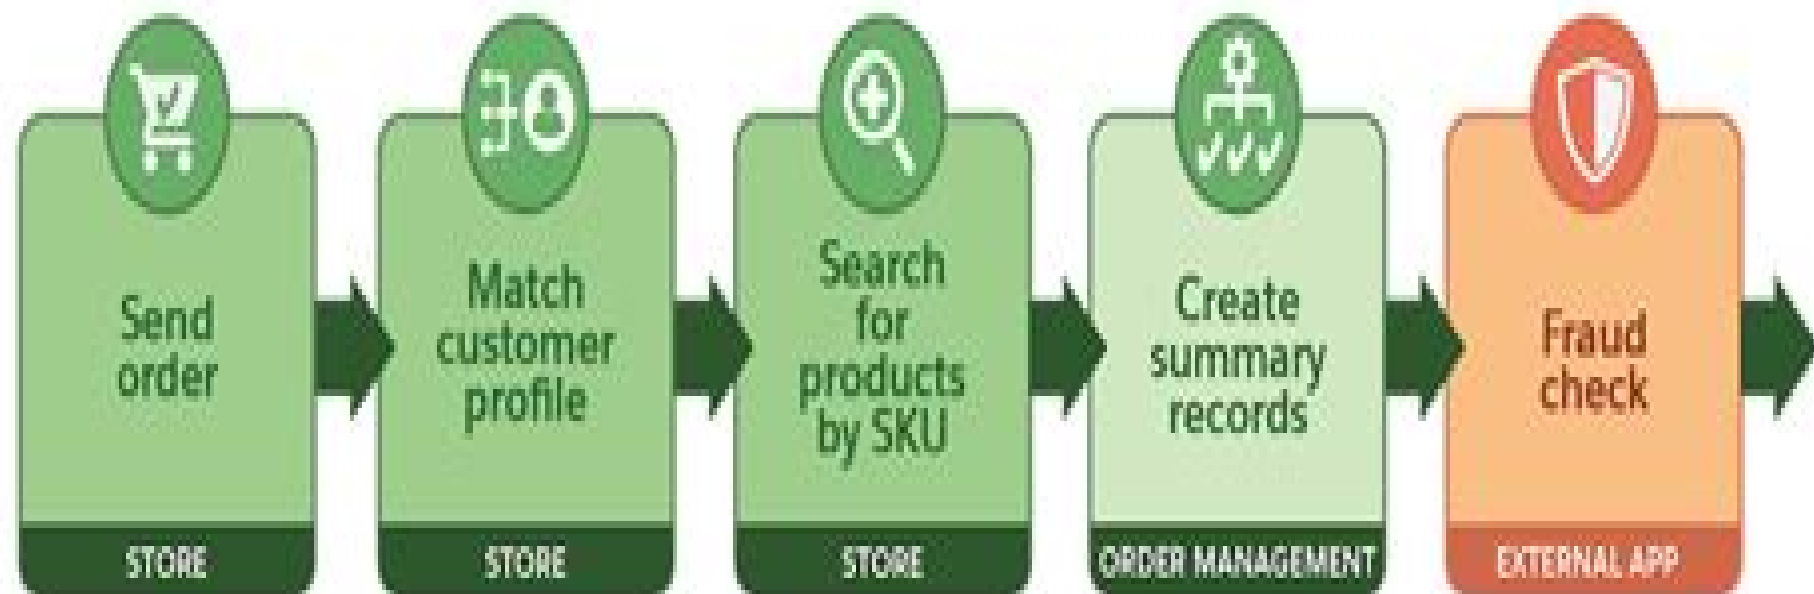 Send
order
STORE
Match
customer
profile
STORE
Search
for
products
by SKU
STORE
Create
summary
records
ORDER MANAGEMENT
Fraud
check
EXTERNAL APP